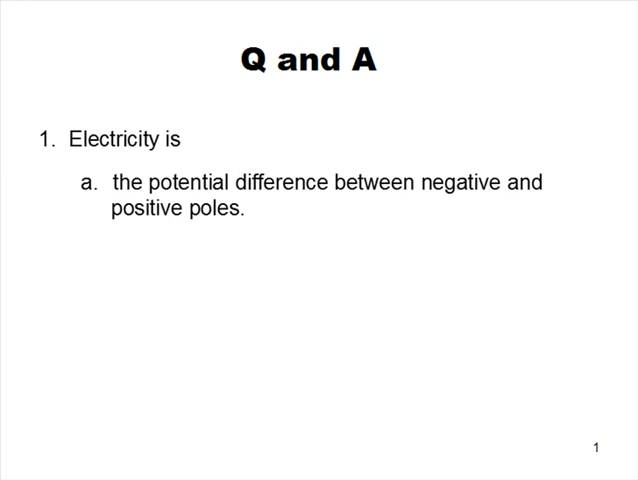 Q and A
1. Electricity is
a. the potential difference between negative and
positive poles.
1